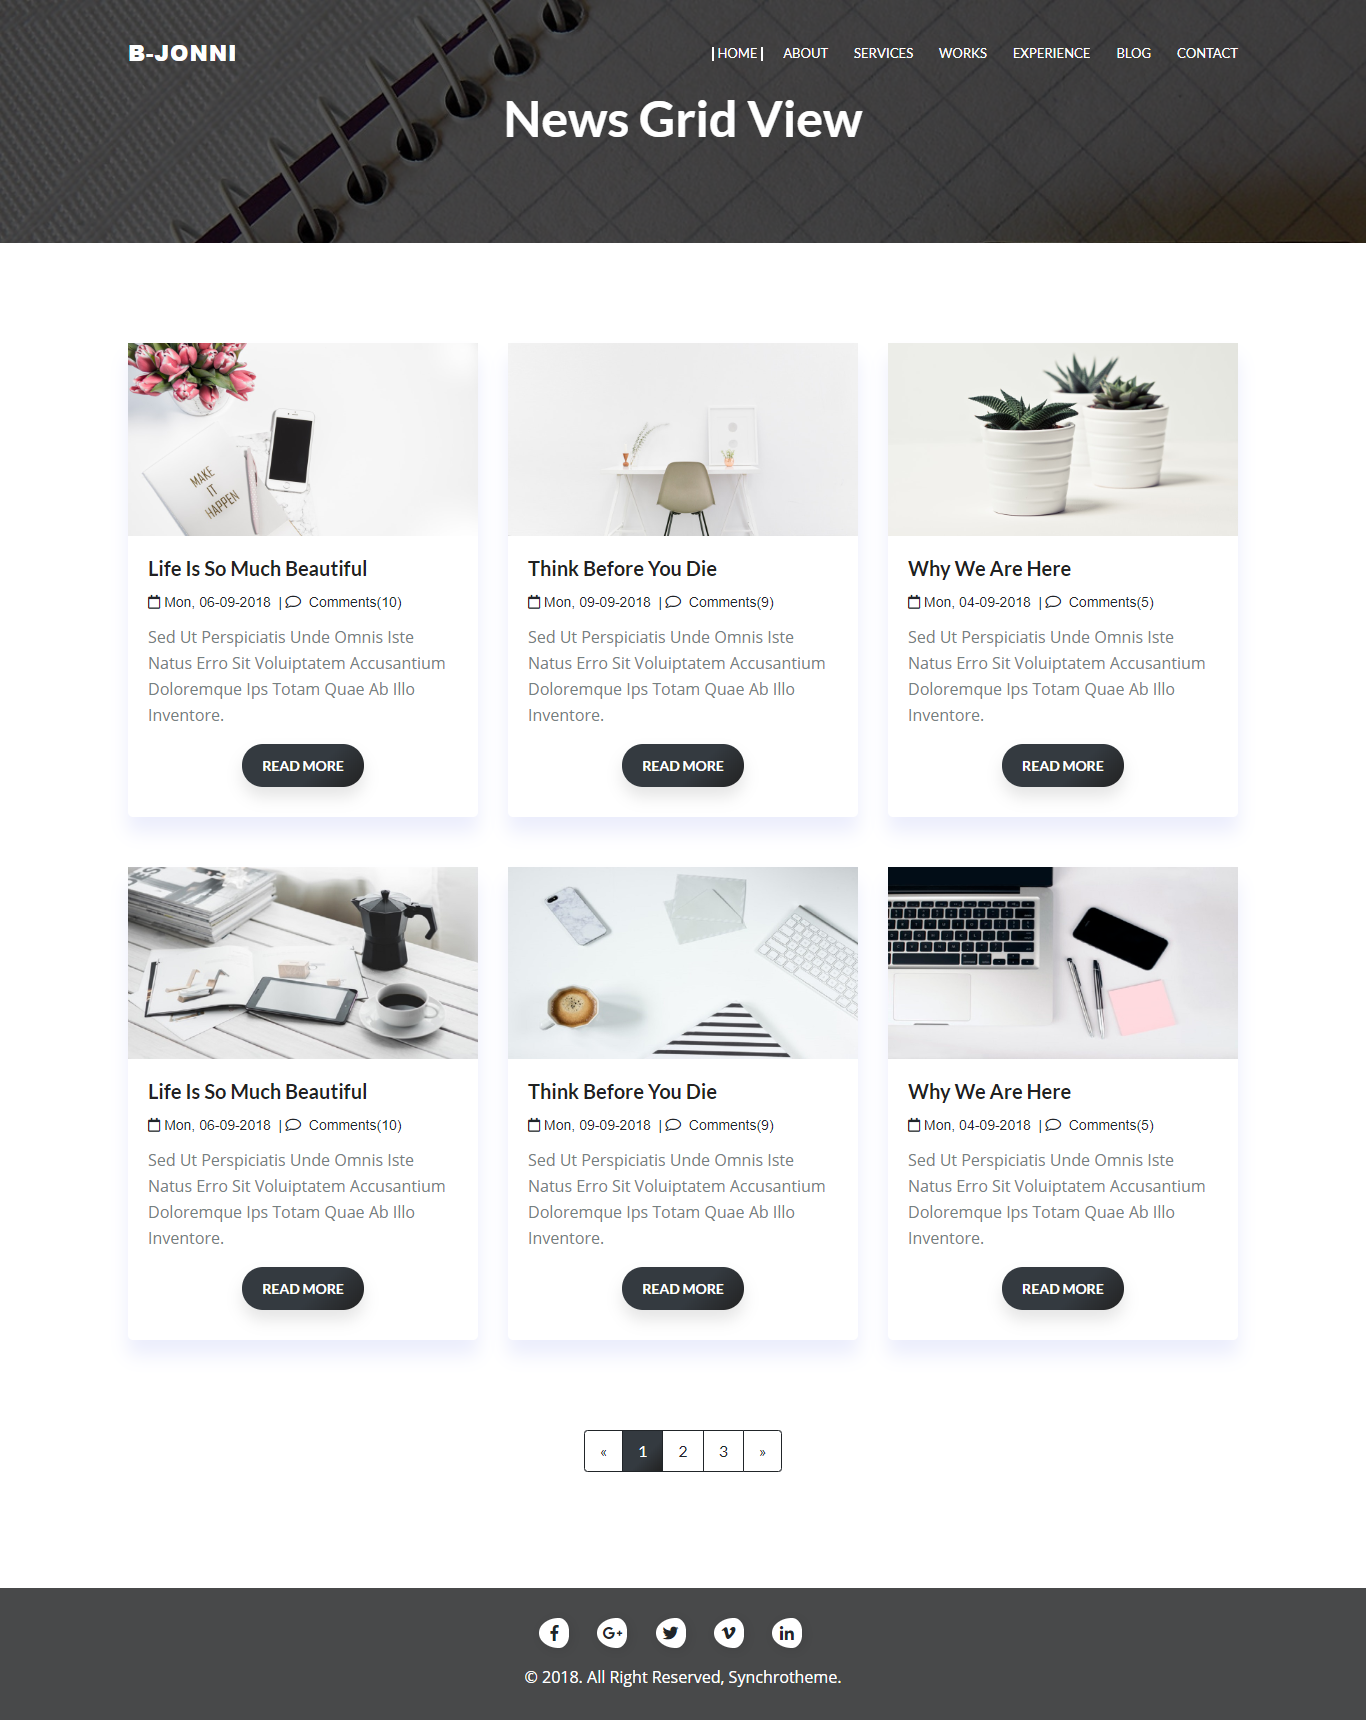 B-JONNI
| HOME | ABOUT SERVICES WORKS EXPERIENCE BLOG CONTACT
News Grid View
MAKE
IT
HAPPEN
Life Is So Much Beautiful
Mon, 06-09-2018 | Comments(10)
Sed Ut Perspiciatis Unde Omnis Iste
Natus Erro Sit Voluiptatem Accusantium
Doloremque Ips Totam Quae Ab Illo
Inventore.
READ MORE
Think Before You Die
Mon, 09-09-2018 | Comments(9)
Sed Ut Perspiciatis Unde Omnis Iste
Natus Erro Sit Voluiptatem Accusantium
Doloremque Ips Totam Quae Ab Illo
Inventore.
READ MORE
Why We Are Here
Mon, 04-09-2018 | Comments(5)
Sed Ut Perspiciatis Unde Omnis Iste
Natus Erro Sit Voluiptatem Accusantium
Doloremque Ips Totam Quae Ab Illo
Inventore.
READ MORE
Life Is So Much Beautiful
Mon, 06-09-2018 | Comments(10)
Sed Ut Perspiciatis Unde Omnis Iste
Natus Erro Sit Voluiptatem Accusantium
Doloremque Ips Totam Quae Ab Illo
Inventore.
READ MORE
Think Before You Die
Mon, 09-09-2018 | Comments(9)
Sed Ut Perspiciatis Unde Omnis Iste
Natus Erro Sit Voluiptatem Accusantium
Doloremque Ips Totam Quae Ab Illo
Inventore.
READ MORE
Why We Are Here
Mon, 04-09-2018 | Comments(5)
Sed Ut Perspiciatis Unde Omnis Iste
Natus Erro Sit Voluiptatem Accusantium
Doloremque Ips Totam Quae Ab Illo
Inventore.
READ MORE
« 1 2 3 »
© 2018. All Right Reserved, Synchrotheme.